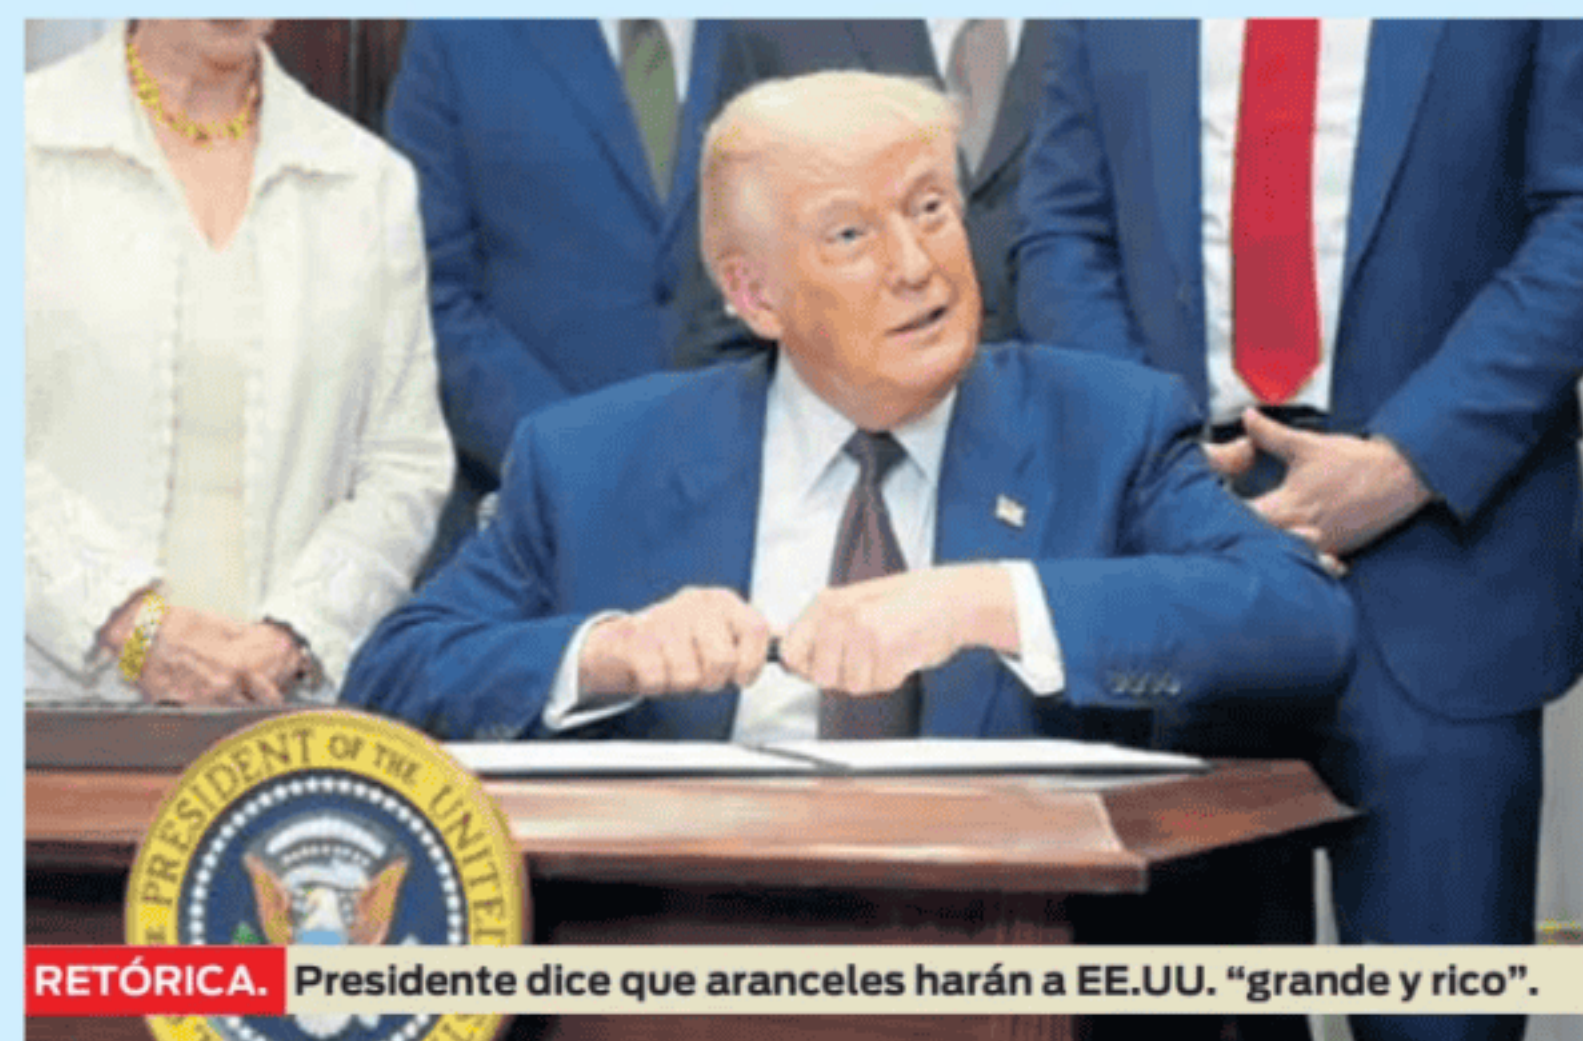 PRESIDENT OF THE UNITED
RETÓRICA. Presidente dice que aranceles harán a EE.UU. “grande y rico”.